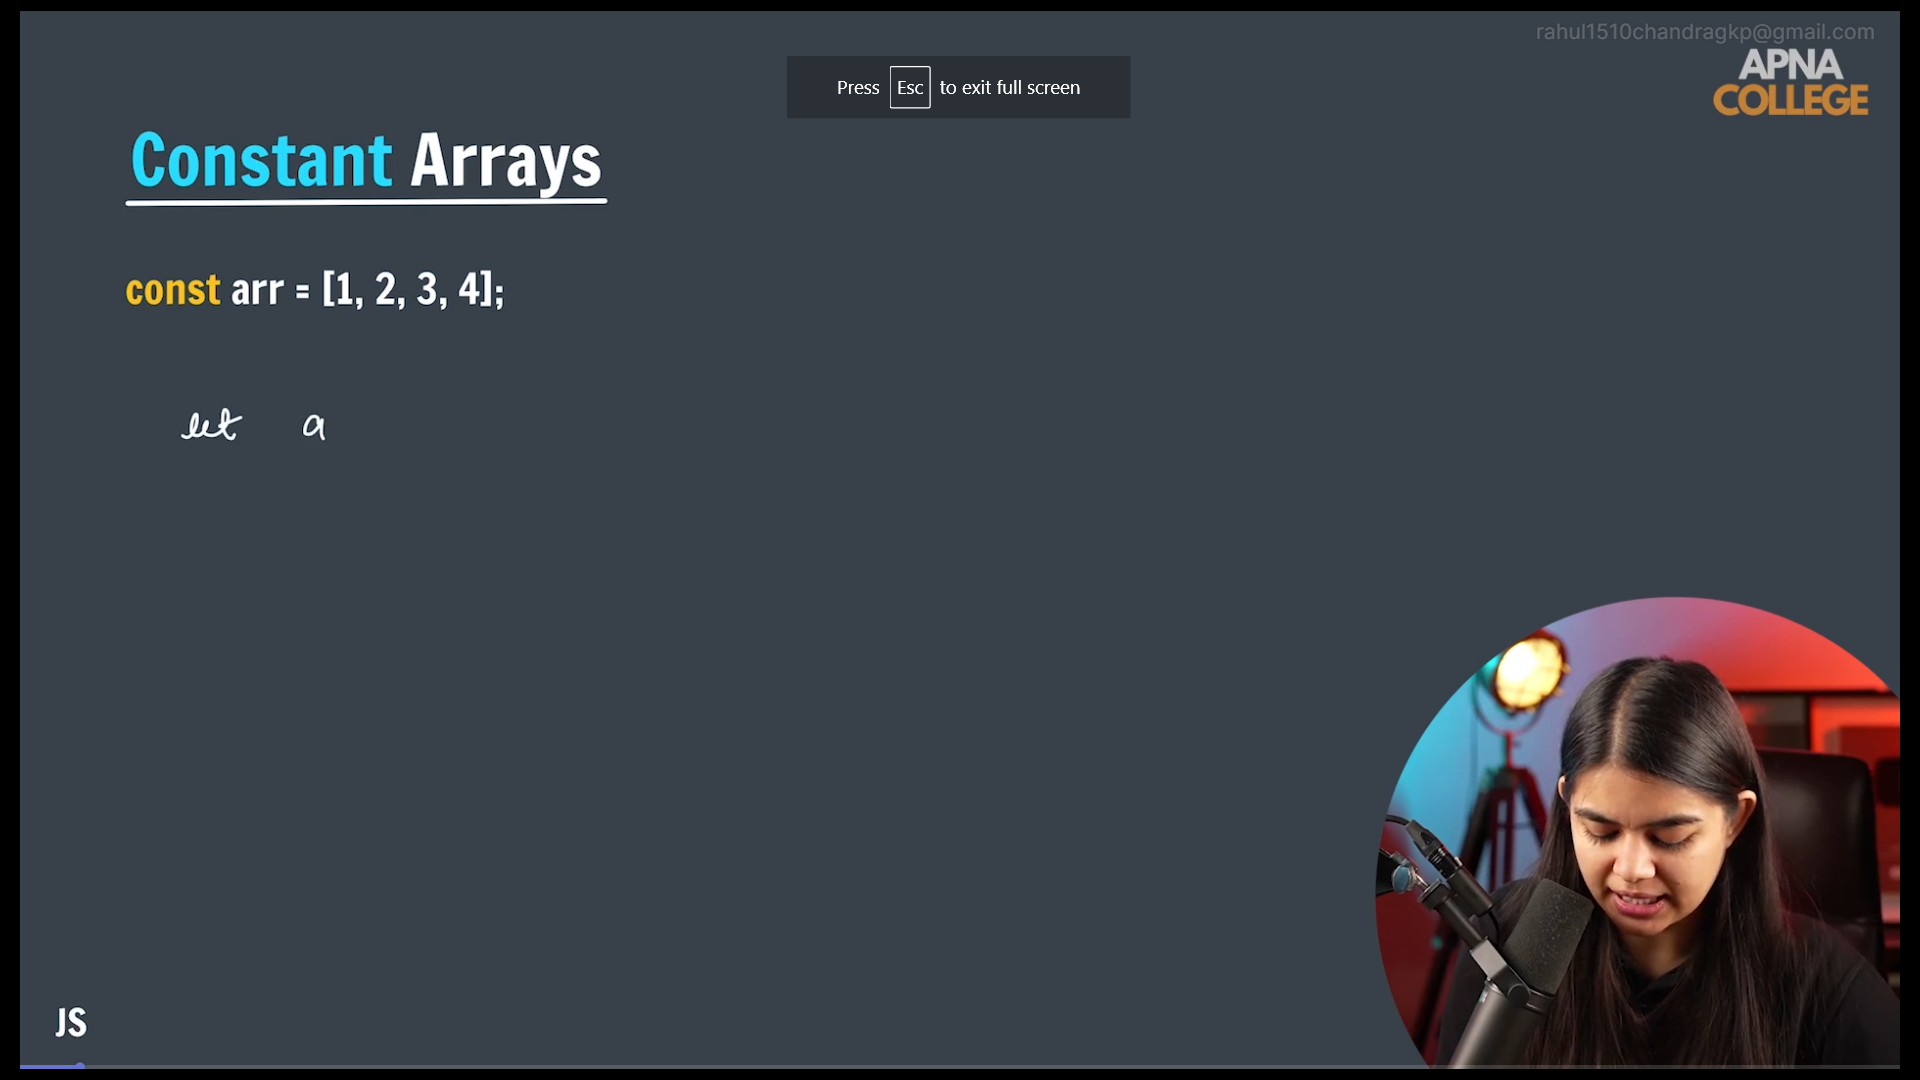 rahul1510chandragkp@gmail.com
APNA
COLLEGE
Press Esc to exit full screen
Constant Arrays
const arr = [1, 2, 3, 4];
let a
JS